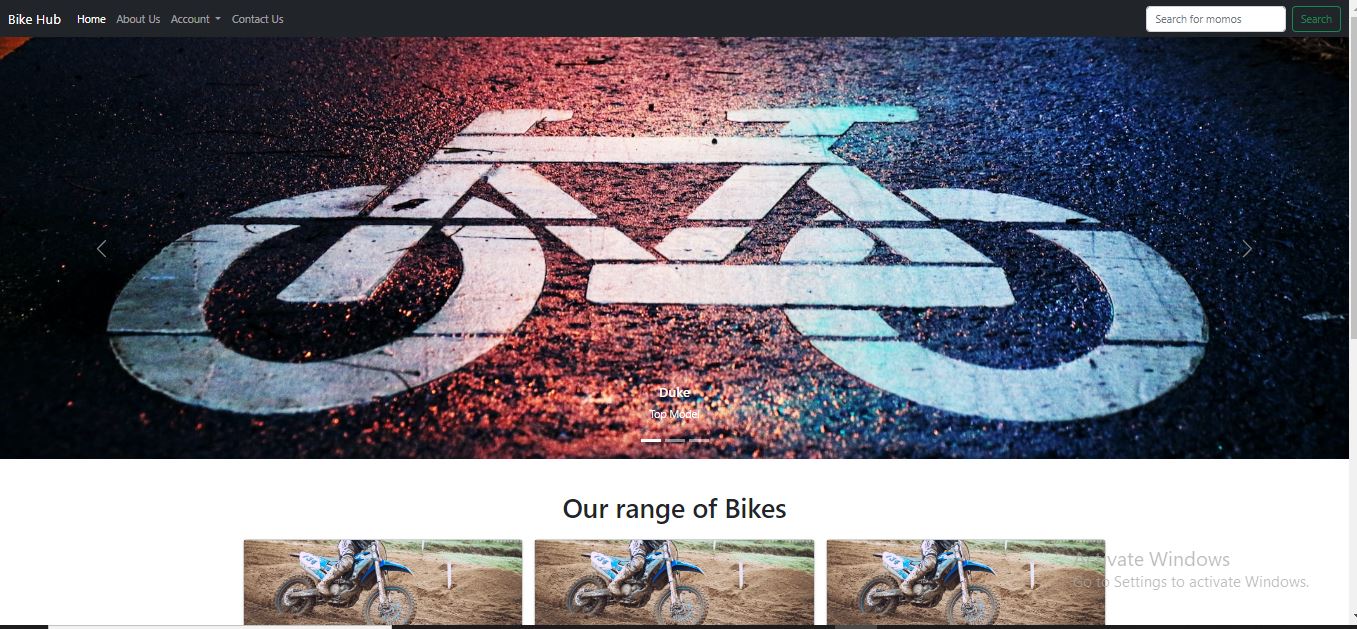 Bike Hub Home About Us Account Contact Us Search for momos Search
Duke
Top Model
Our range of Bikes
vate Windows
Go to Settings to activate Windows.